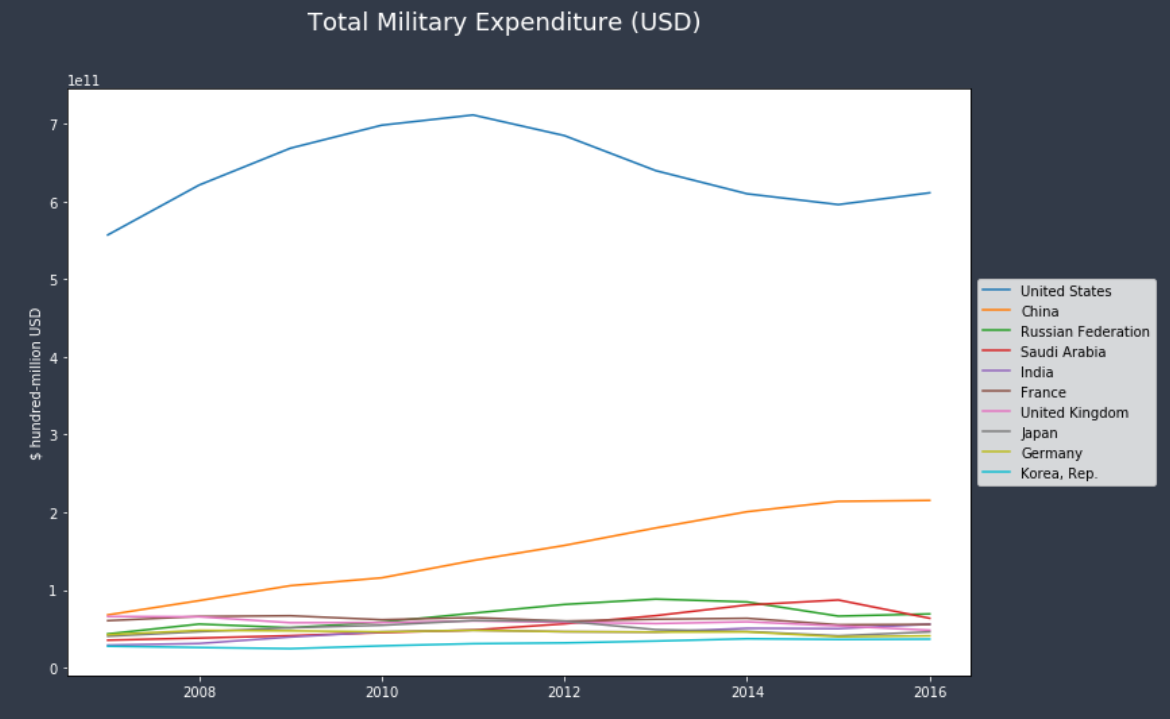 Total Military Expenditure (USD)
1e11
7
6
5
4
3
2
1
0
$ hundred-million USD
2008
2010
2012
2014
2016
United States
China
Russian Federation
Saudi Arabia
India
France
United Kingdom
Japan
Germany
Korea, Rep.